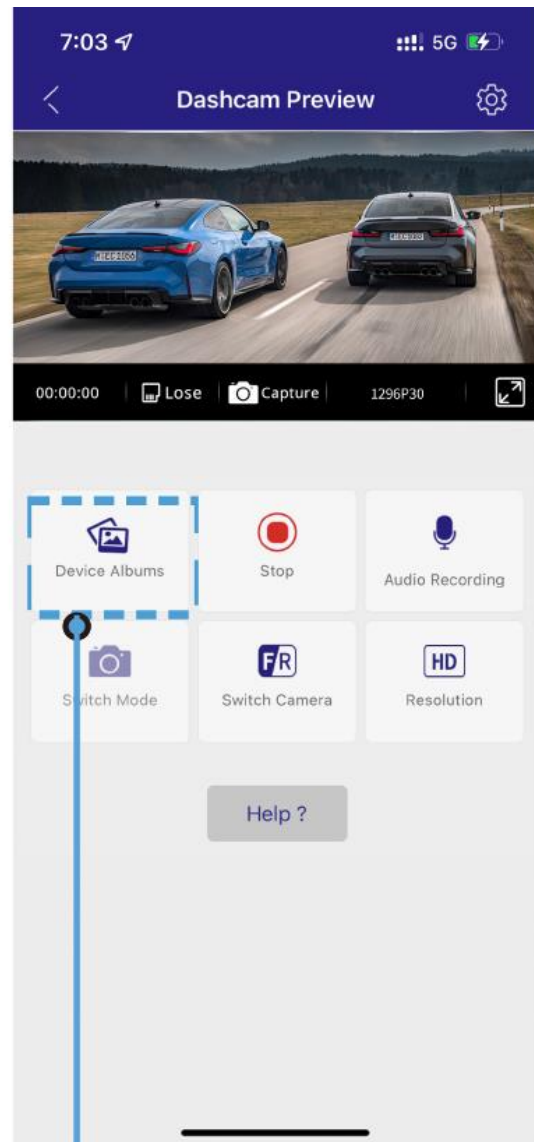 7:03 5G
Dashcam Preview
00:00:00 Lose Capture 1296P30
Device Albums Stop Audio Recording
F/R HD
Switch Mode Switch Camera Resolution
Help ?